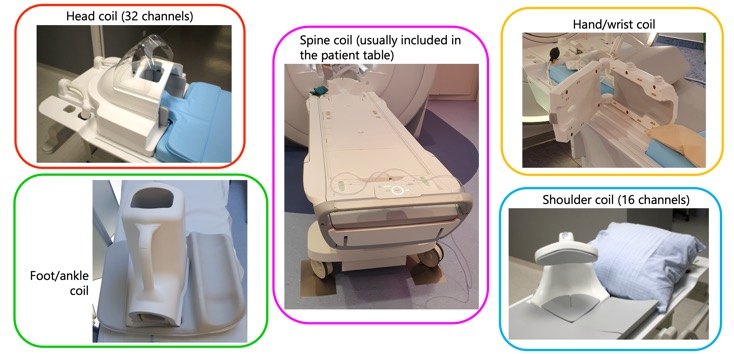 Head coil (32 channels)
Spine coil (usually included in
the patient table)
Hand/wrist coil
Foot/ankle
coil
Shoulder coil (16 channels)